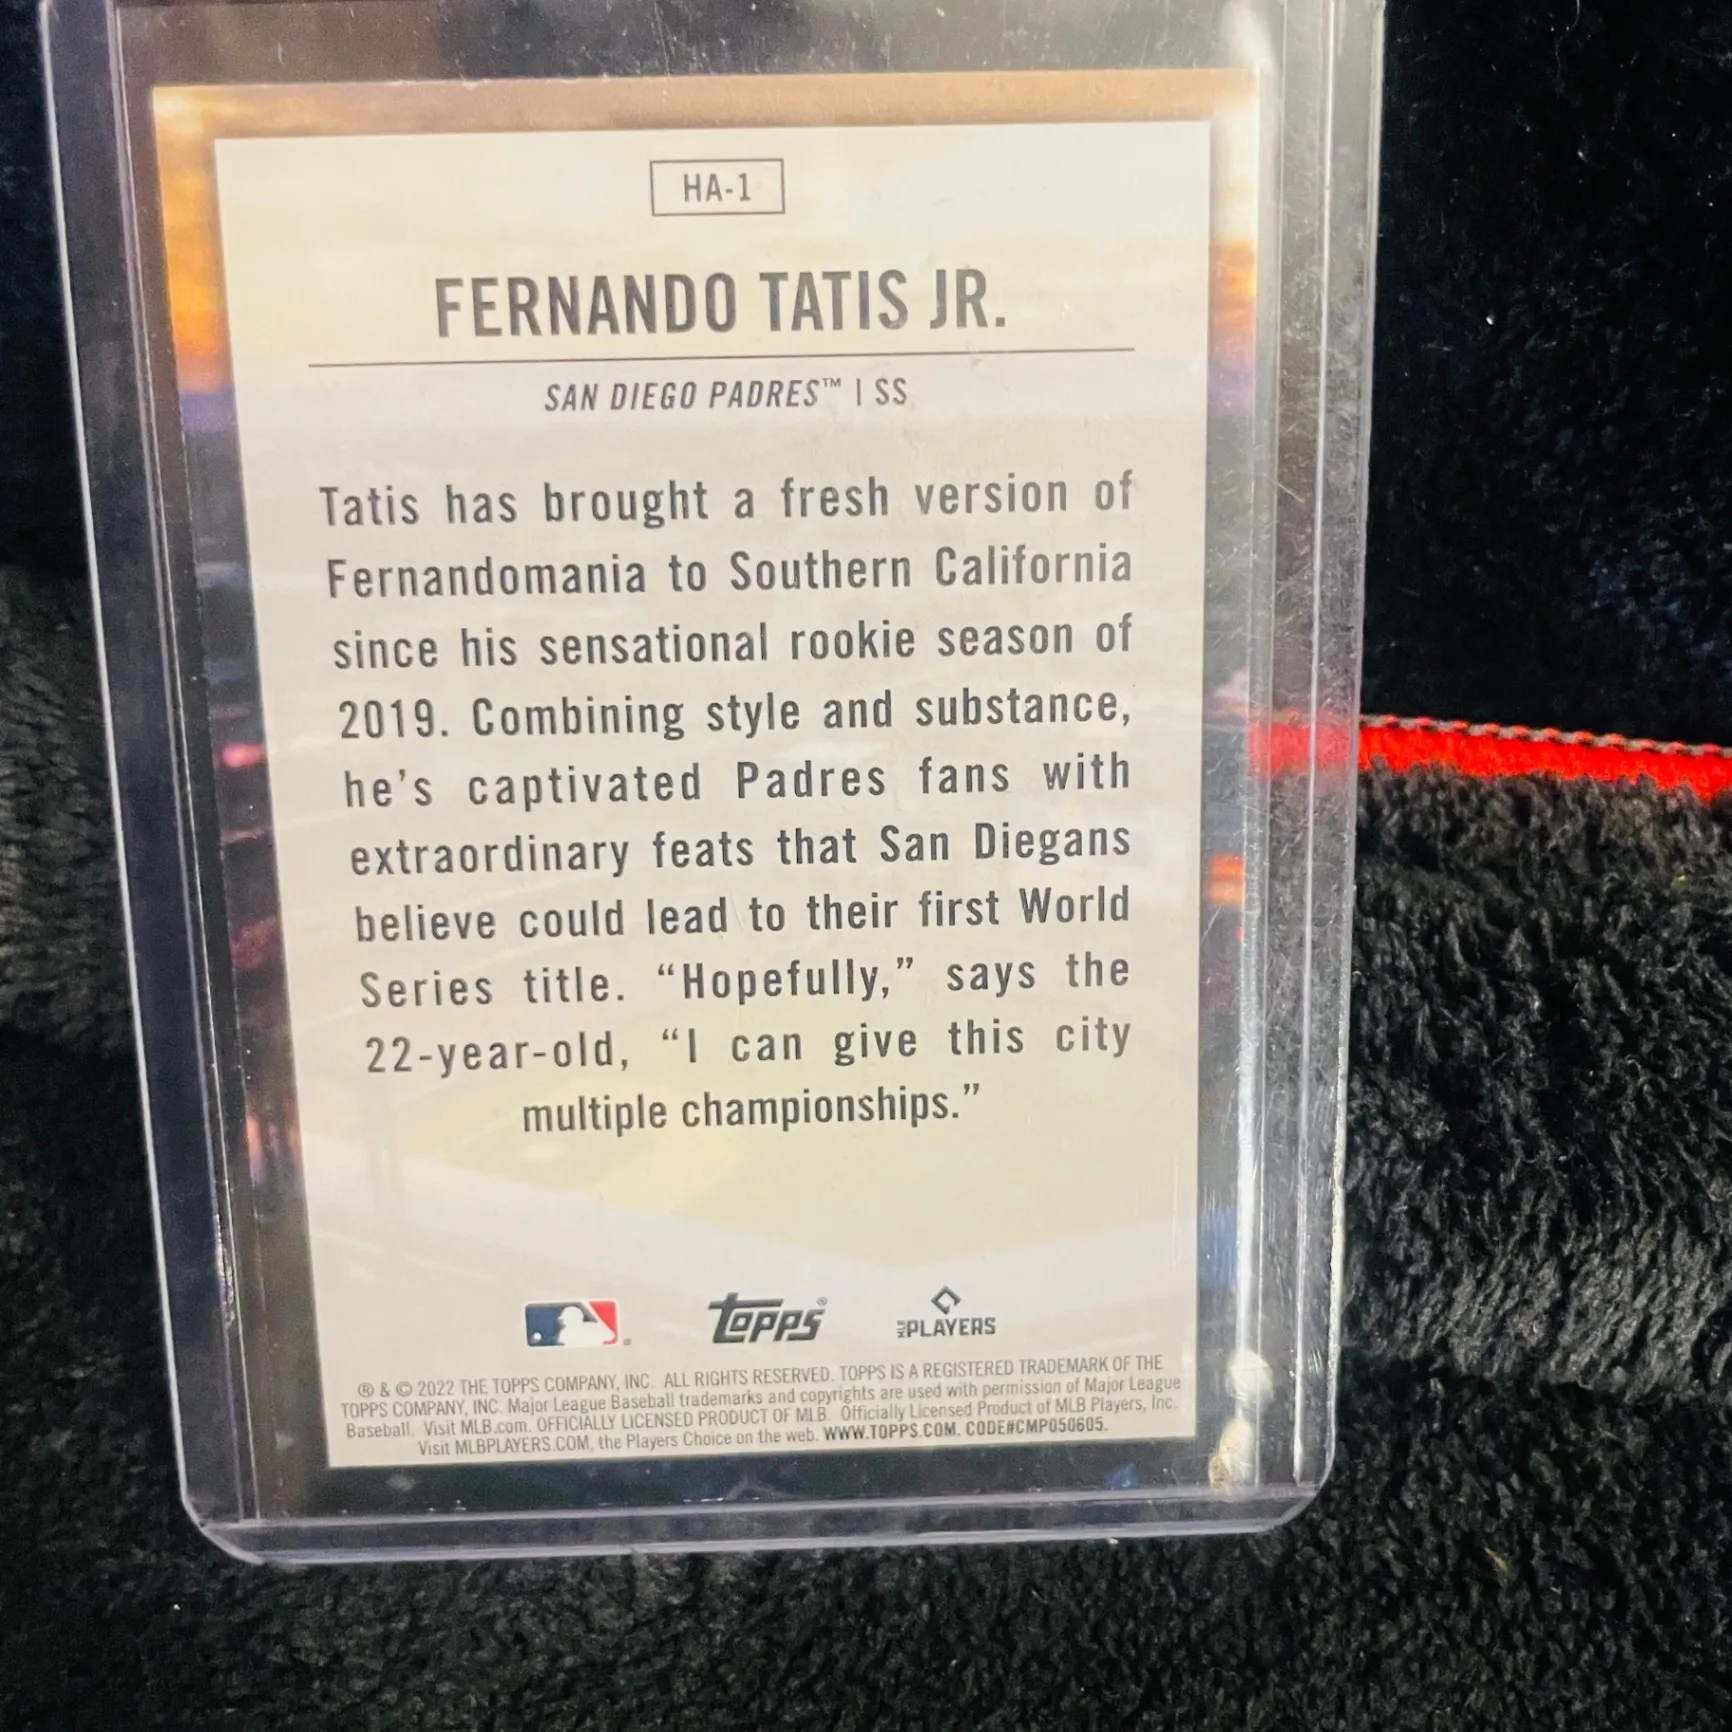 HA-1
FERNANDO TATIS JR.
SAN DIEGO PADRES™ | SS
Tatis has brought a fresh version of
Fernandomania to Southern California
since his sensational rookie season of
2019. Combining style and substance,
he's captivated Padres fans with
extraordinary feats that San Diegans
believe could lead to their first World
Series title. “Hopefully,” says the
22-year-old, “I can give this city
multiple championships.”
Topps® MLB PLAYERS
® & © 2022 THE TOPPS COMPANY, INC. ALL RIGHTS RESERVED. TOPPS IS A REGISTERED TRADEMARK OF THE
TOPPS COMPANY, INC. Major League Baseball trademarks and copyrights are used with permission of Major League
Baseball. Visit MLB.com. OFFICIALLY LICENSED PRODUCT OF MLB. Officially Licensed Product of MLB Players, Inc.
Visit MLBPLAYERS.COM, the Players Choice on the web. WWW.TOPPS.COM. CODE#CMP050605.